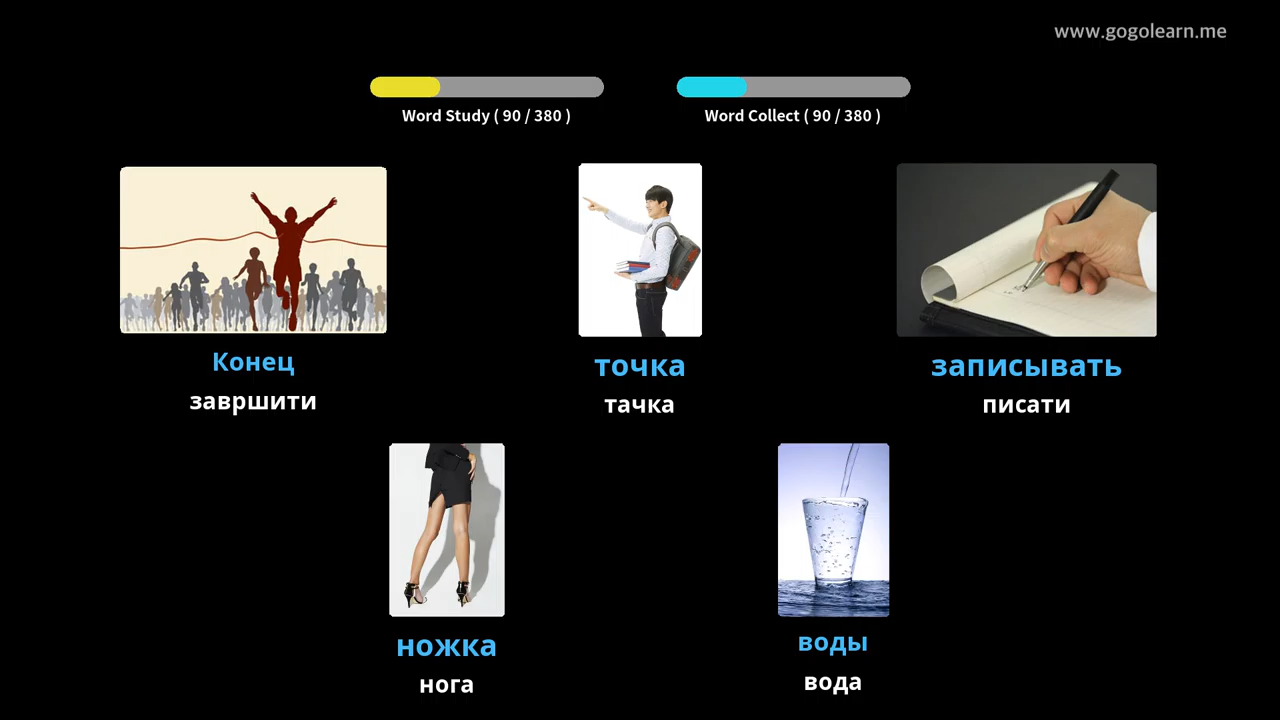 www.gogolearn.me
Word Study ( 90 / 380 )
Word Collect ( 90 / 380 )
Конец
завршити
точка
тачка
записывать
писати
ножка
нога
воды
вода